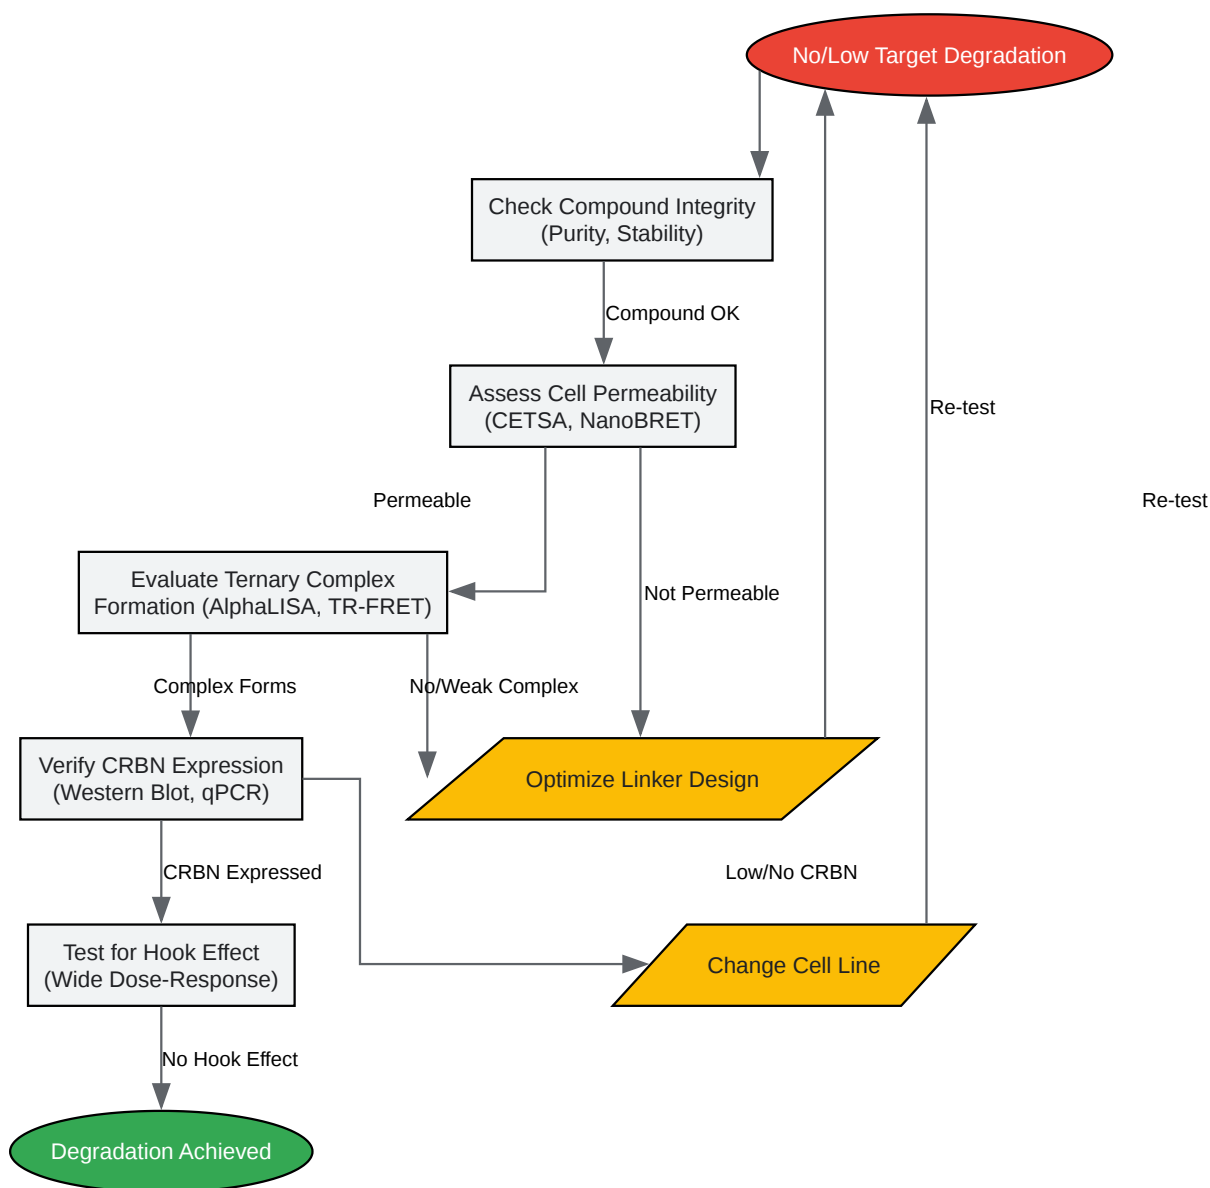 No/Low Target Degradation
Check Compound Integrity
(Purity, Stability)
Compound OK
Assess Cell Permeability
(CETSA, NanoBRET)
Re-test
Permeable
Re-test
Evaluate Ternary Complex
Formation (AlphaLISA, TR-FRET)
Not Permeable
Complex Forms
No/Weak Complex
Verify CRBN Expression
(Western Blot, qPCR)
Optimize Linker Design
CRBN Expressed
Low/No CRBN
Test for Hook Effect
(Wide Dose-Response)
Change Cell Line
No Hook Effect
Degradation Achieved